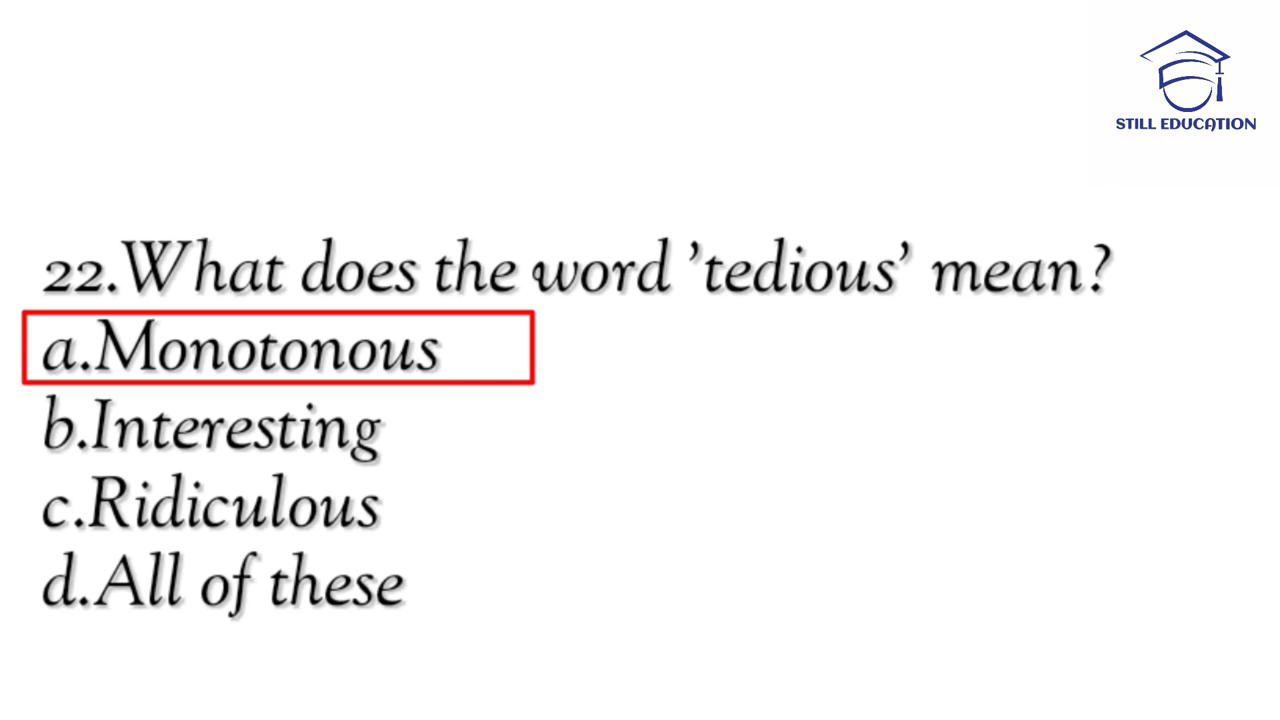 STILL EDUCATION
22.What does the word 'tedious' mean?
a.Monotonous
b.Interesting
c.Ridiculous
d.All of these